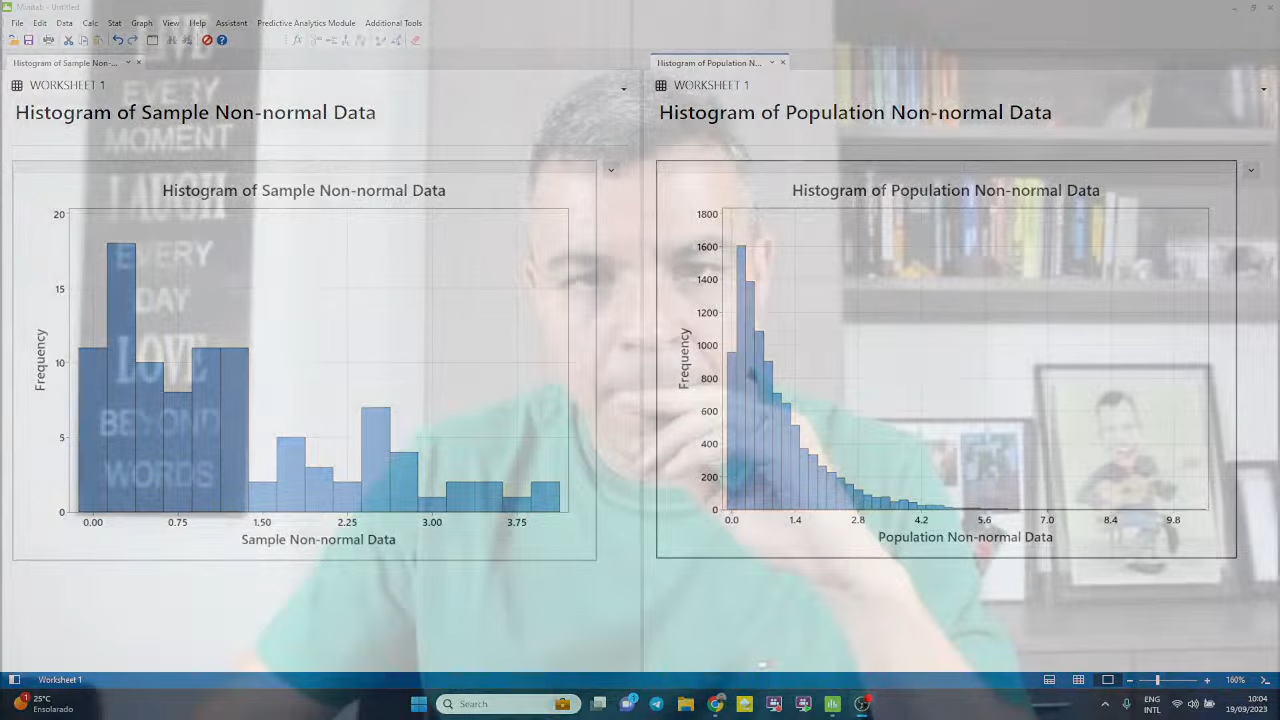 Minitab - Untitled
File Edit Data Calc Stat Graph View Help Assistant Predictive Analytics Module Additional Tools
Histogram of Sample Non-...
WORKSHEET 1
Histogram of Sample Non-normal Data
Histogram of Sample Non-normal Data
Frequency
20
15
10
5
0
0.00 0.75 1.50 2.25 3.00 3.75
Sample Non-normal Data
Histogram of Population N...
WORKSHEET 1
Histogram of Population Non-normal Data
Histogram of Population Non-normal Data
Frequency
1800
1600
1400
1200
1000
800
600
400
200
0
0.0 1.4 2.8 4.2 5.6 7.0 8.4 9.8
Population Non-normal Data
EVERY
MOMENT
LAUGH
EVERY
DAY
LOVE
BEYOND
WORDS
Worksheet 1
160%
1
25°C
Ensolarado
Search
ENG
INTL
10:04
19/09/2023